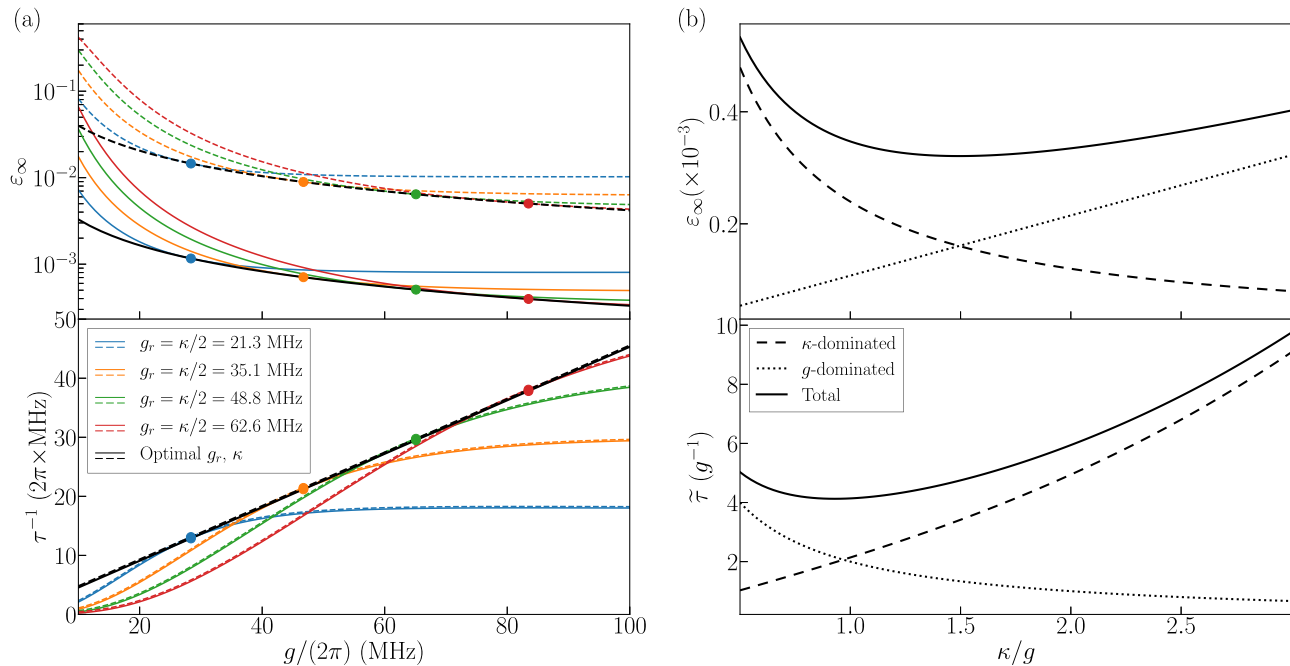 (a)
(b)
10⁻¹
10⁻²
10⁻³
ε∞
50
40
30
20
10
0
τ⁻¹ (2π×MHz)
g_r = κ/2 = 21.3 MHz
g_r = κ/2 = 35.1 MHz
g_r = κ/2 = 48.8 MHz
g_r = κ/2 = 62.6 MHz
Optimal g_r, κ
20
40
60
80
100
g/(2π) (MHz)
0.4
0.2
ε∞(×10⁻³)
10
8
6
4
2
τ̃ (g⁻¹)
κ-dominated
g-dominated
Total
1.0
1.5
2.0
2.5
κ/g